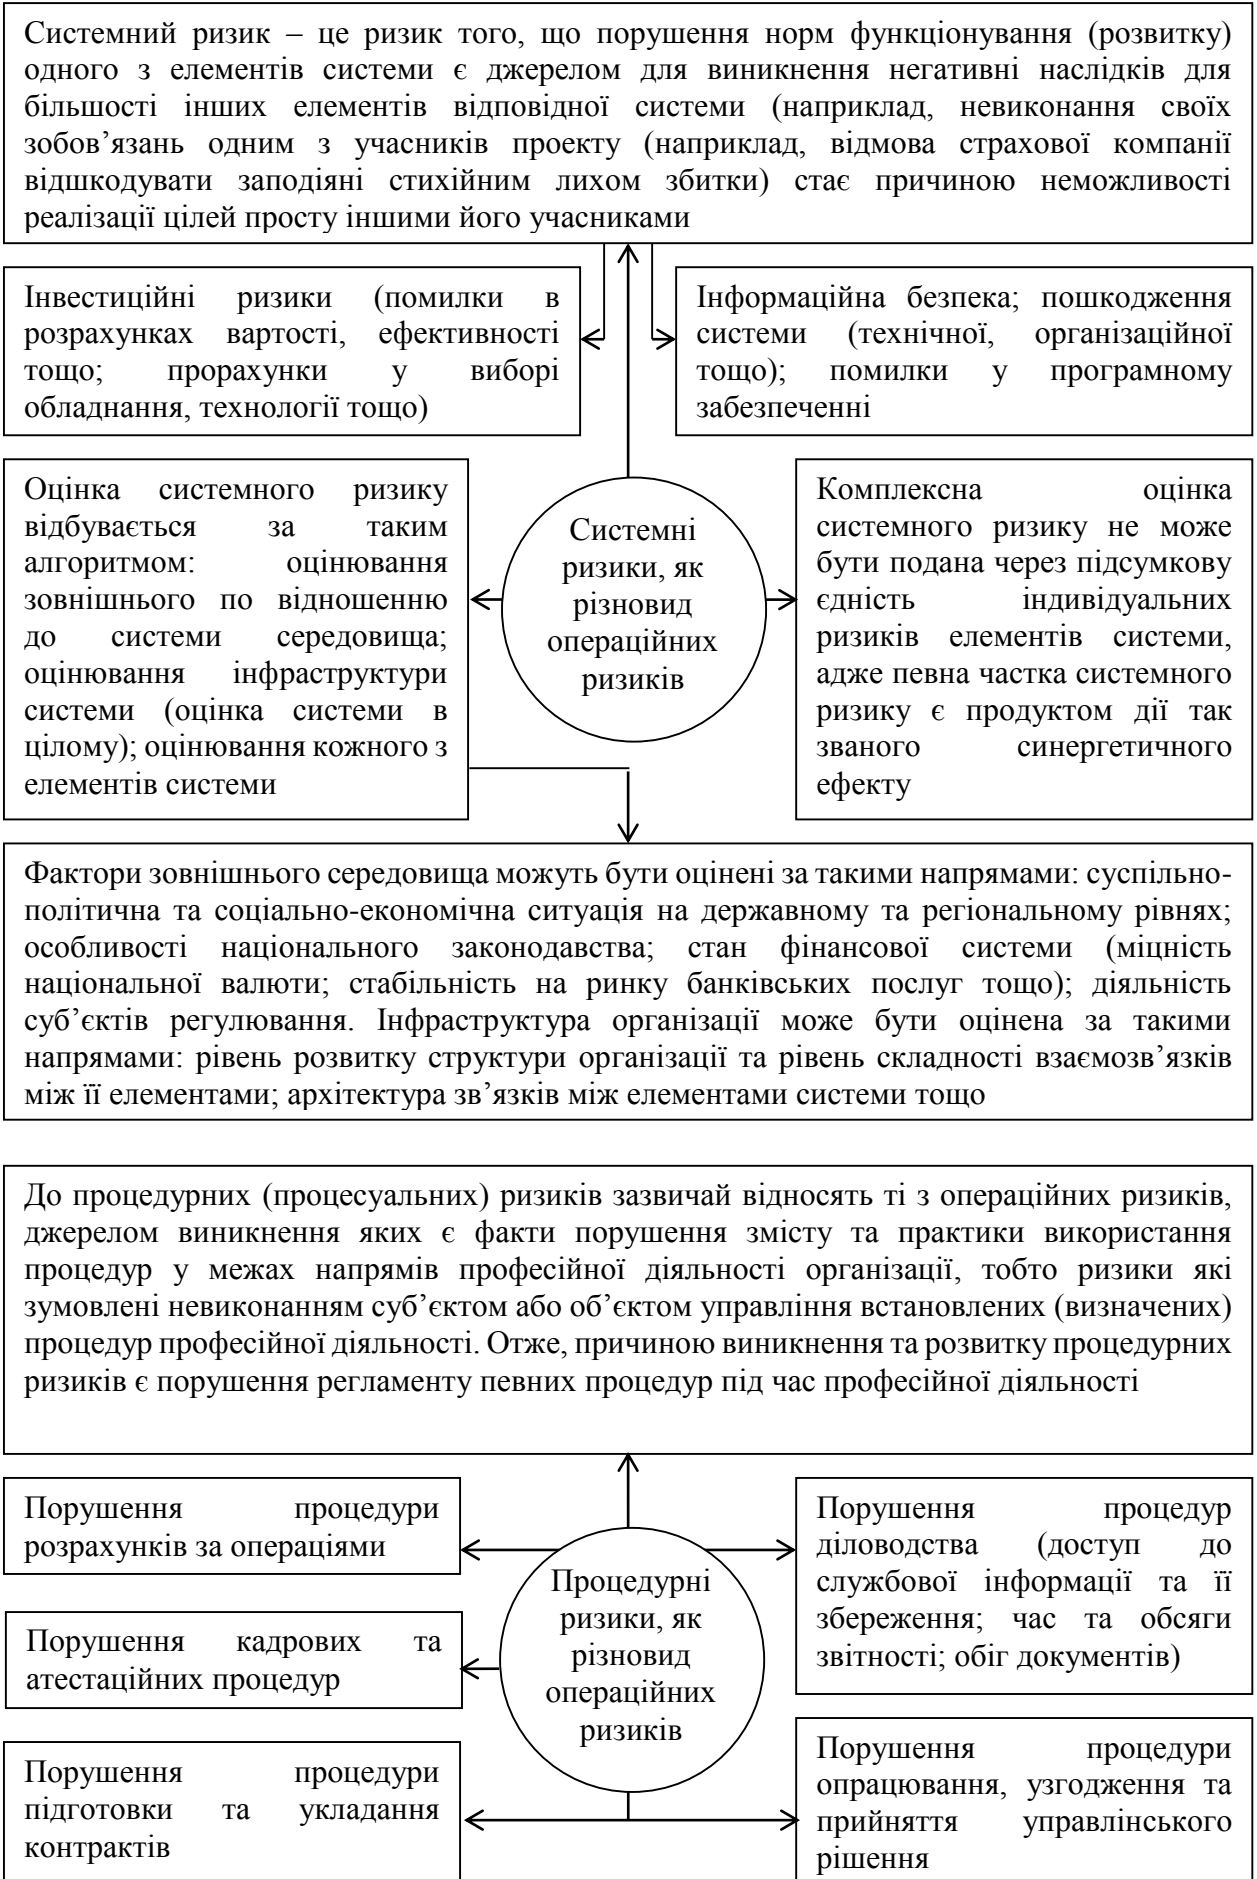 Системний ризик – це ризик того, що порушення норм функціонування (розвитку)
одного з елементів системи є джерелом для виникнення негативні наслідків для
більшості інших елементів відповідної системи (наприклад, невиконання своїх
зобов’язань одним з учасників проекту (наприклад, відмова страхової компанії
відшкодувати заподіяні стихійним лихом збитки) стає причиною неможливості
реалізації цілей просту іншими його учасниками
Інвестиційні ризики (помилки в
розрахунках вартості, ефективності
тощо; прорахунки у виборі
обладнання, технології тощо)
Інформаційна безпека; пошкодження
системи (технічної, організаційної
тощо); помилки у програмному
забезпеченні
Оцінка системного ризику
відбувається за таким
алгоритмом: оцінювання
зовнішнього по відношенню
до системи середовища;
оцінювання інфраструктури
системи (оцінка системи в
цілому); оцінювання кожного з
елементів системи
Системні
ризики, як
різновид
операційних
ризиків
Комплексна оцінка
системного ризику не може
бути подана через підсумкову
єдність індивідуальних
ризиків елементів системи,
адже певна частка системного
ризику є продуктом дії так
званого синергетичного
ефекту
Фактори зовнішнього середовища можуть бути оцінені за такими напрямами: суспільно-
політична та соціально-економічна ситуація на державному та регіональному рівнях;
особливості національного законодавства; стан фінансової системи (міцність
національної валюти; стабільність на ринку банківських послуг тощо); діяльність
суб’єктів регулювання. Інфраструктура організації може бути оцінена за такими
напрямами: рівень розвитку структури організації та рівень складності взаємозв’язків
між її елементами; архітектура зв’язків між елементами системи тощо
До процедурних (процесуальних) ризиків зазвичай відносять ті з операційних ризиків,
джерелом виникнення яких є факти порушення змісту та практики використання
процедур у межах напрямів професійної діяльності організації, тобто ризики які
зумовлені невиконанням суб’єктом або об’єктом управління встановлених (визначених)
процедур професійної діяльності. Отже, причиною виникнення та розвитку процедурних
ризиків є порушення регламенту певних процедур під час професійної діяльності
Порушення процедури
розрахунків за операціями
Порушення кадрових та
атестаційних процедур
Порушення процедури
підготовки та укладання
контрактів
Процедурні
ризики, як
різновид
операційних
ризиків
Порушення процедур
діловодства (доступ до
службової інформації та її
збереження; час та обсяги
звітності; обіг документів)
Порушення процедури
опрацювання, узгодження та
прийняття управлінського
рішення